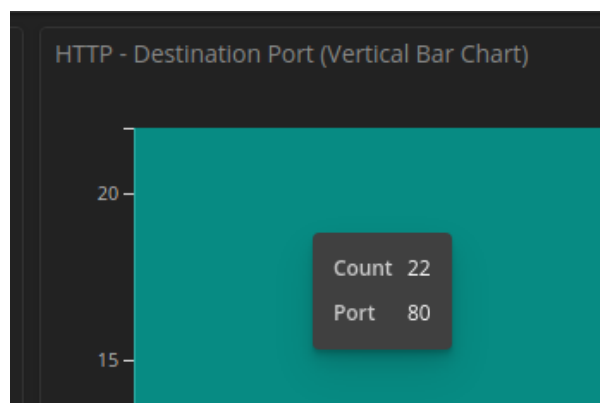 HTTP - Destination Port (Vertical Bar Chart)
20
Count 22
Port 80
15